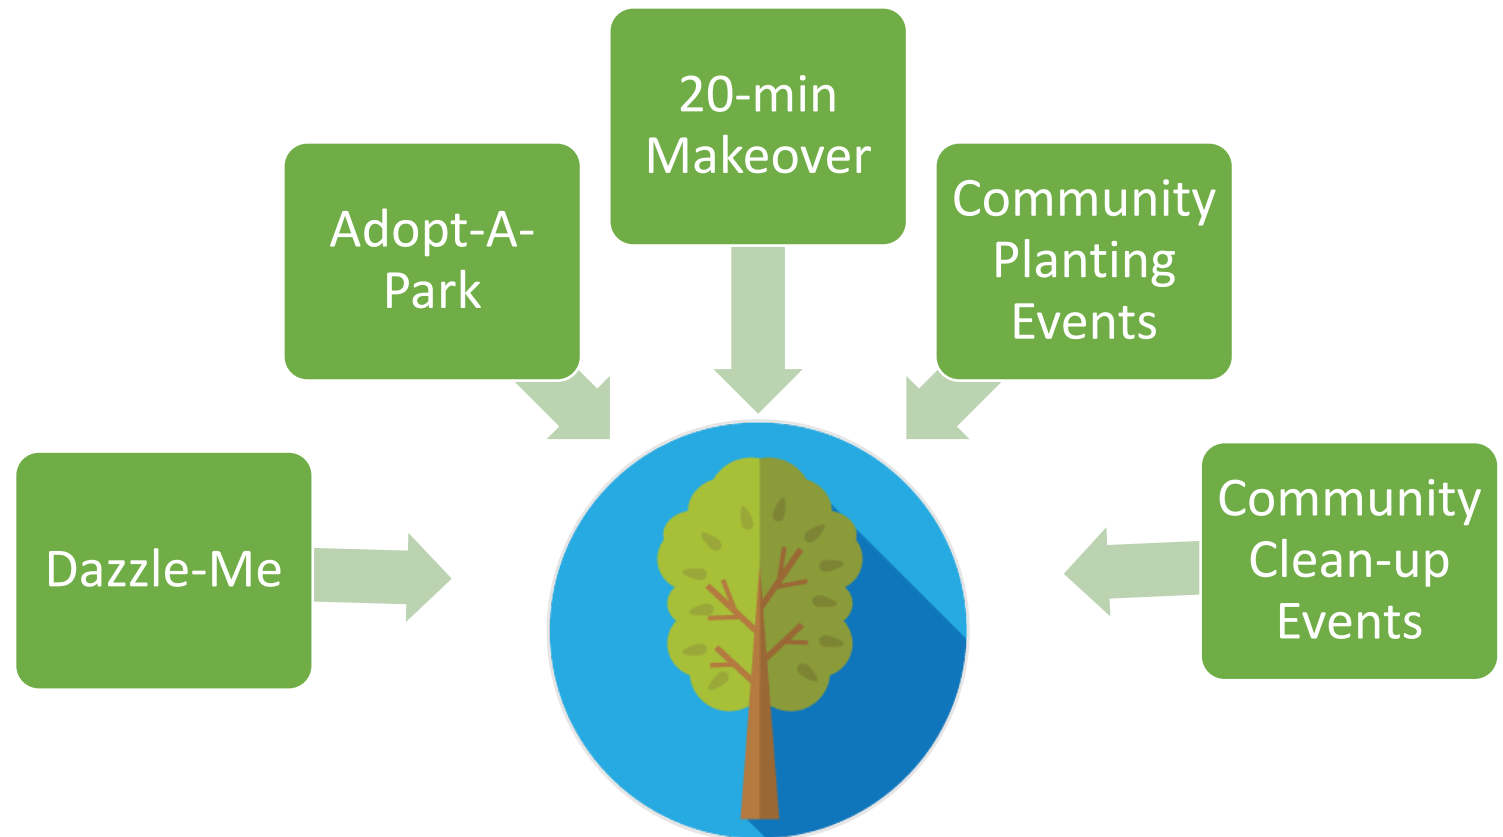 20-min
Makeover
Adopt-A-
Park
Community
Planting
Events
Dazzle-Me
Community
Clean-up
Events